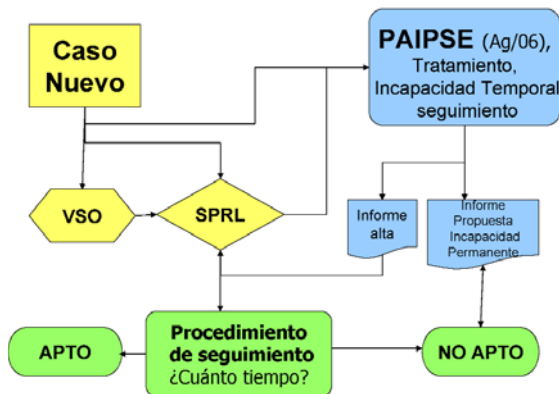 Caso
Nuevo
PAIPSE (Ag/06),
Tratamiento,
Incapacidad Temporal
seguimiento
VSO
SPRL
Informe
alta
Informe
Propuesta
Incapacidad
Permanente
APTO
Procedimiento
de seguimiento
¿Cuánto tiempo?
NO APTO